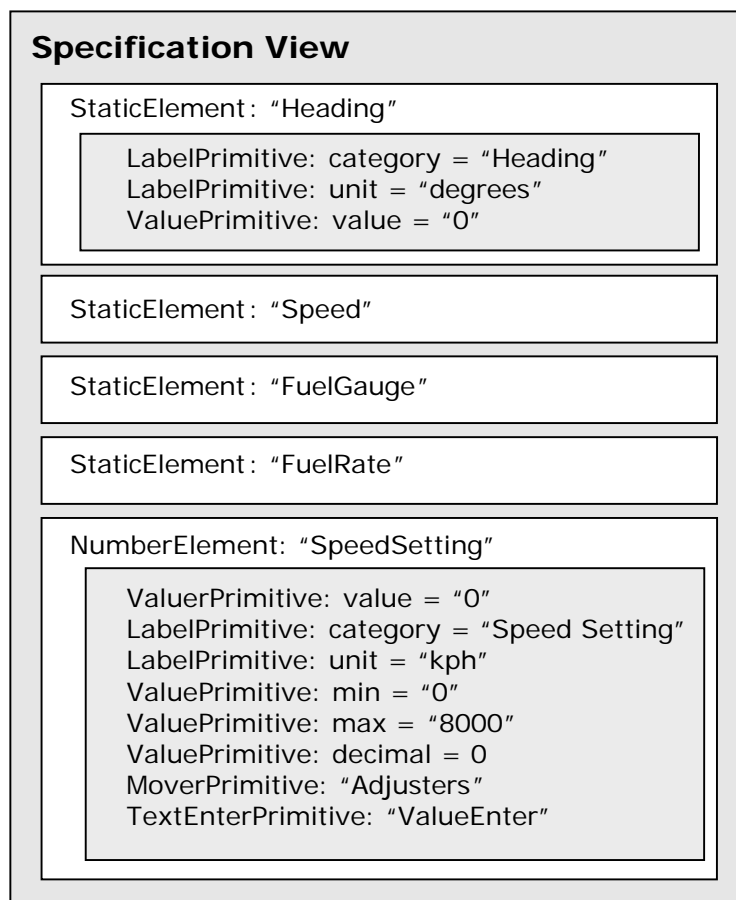 Specification View
StaticElement: “Heading”
LabelPrimitive: category = “Heading”
LabelPrimitive: unit = “degrees”
ValuePrimitive: value = “0”
StaticElement: “Speed”
StaticElement: “FuelGauge”
StaticElement: “FuelRate”
NumberElement: “SpeedSetting”
ValuerPrimitive: value = “0”
LabelPrimitive: category = “Speed Setting”
LabelPrimitive: unit = “kph”
ValuePrimitive: min = “0”
ValuePrimitive: max = “8000”
ValuePrimitive: decimal = 0
MoverPrimitive: “Adjusters”
TextEnterPrimitive: “ValueEnter”